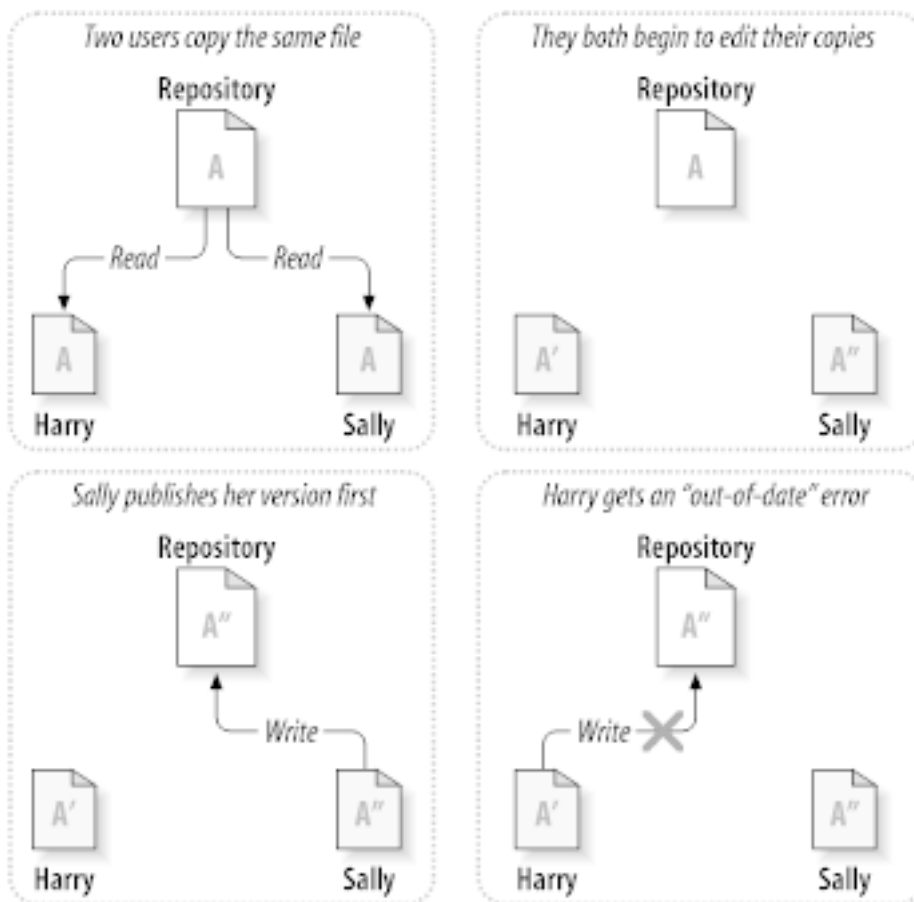 Two users copy the same file
Repository
A
Read
Read
A
A
Harry
Sally
They both begin to edit their copies
Repository
A
A′
A″
Harry
Sally
Sally publishes her version first
Repository
A″
Write
A′
A″
Harry
Sally
Harry gets an “out-of-date” error
Repository
A″
Write
A′
A″
Harry
Sally